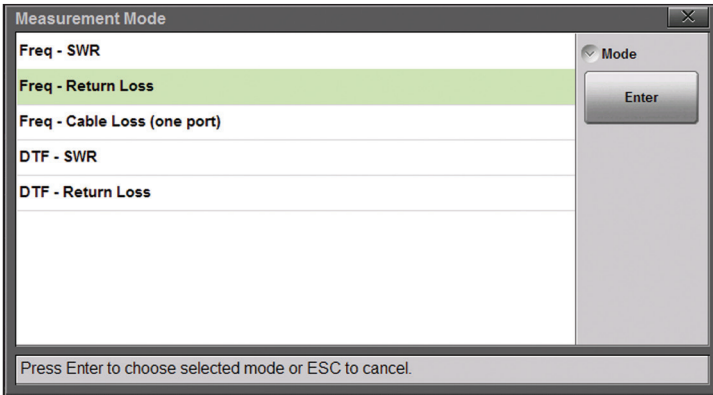 Measurement Mode
Freq - SWR
Freq - Return Loss
Freq - Cable Loss (one port)
DTF - SWR
DTF - Return Loss
Mode
Enter
Press Enter to choose selected mode or ESC to cancel.